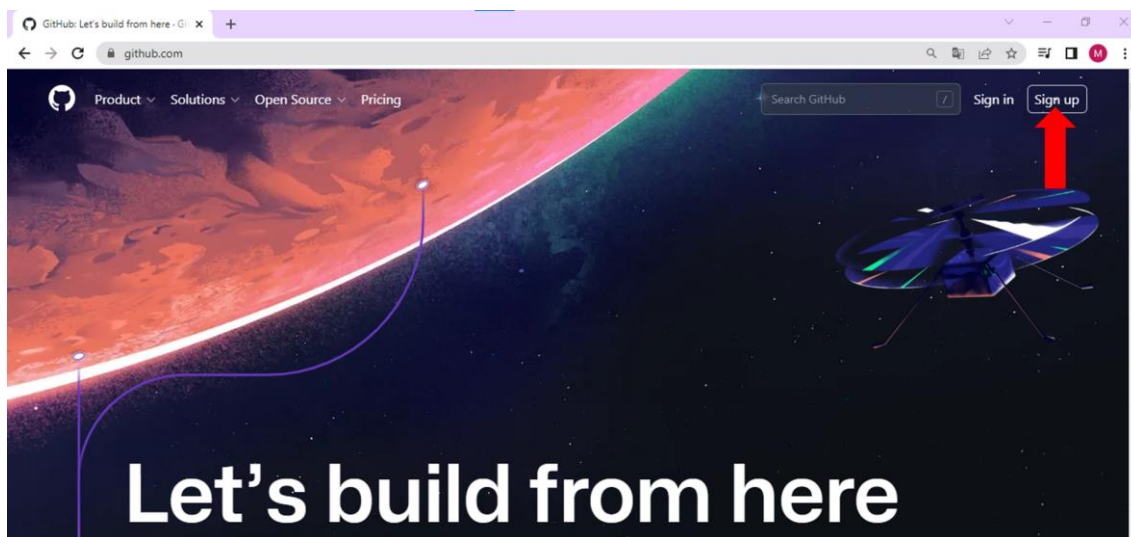 GitHub: Let's build from here · Gi
github.com
M
Product Solutions Open Source Pricing Search GitHub / Sign in Sign up
Let's build from here